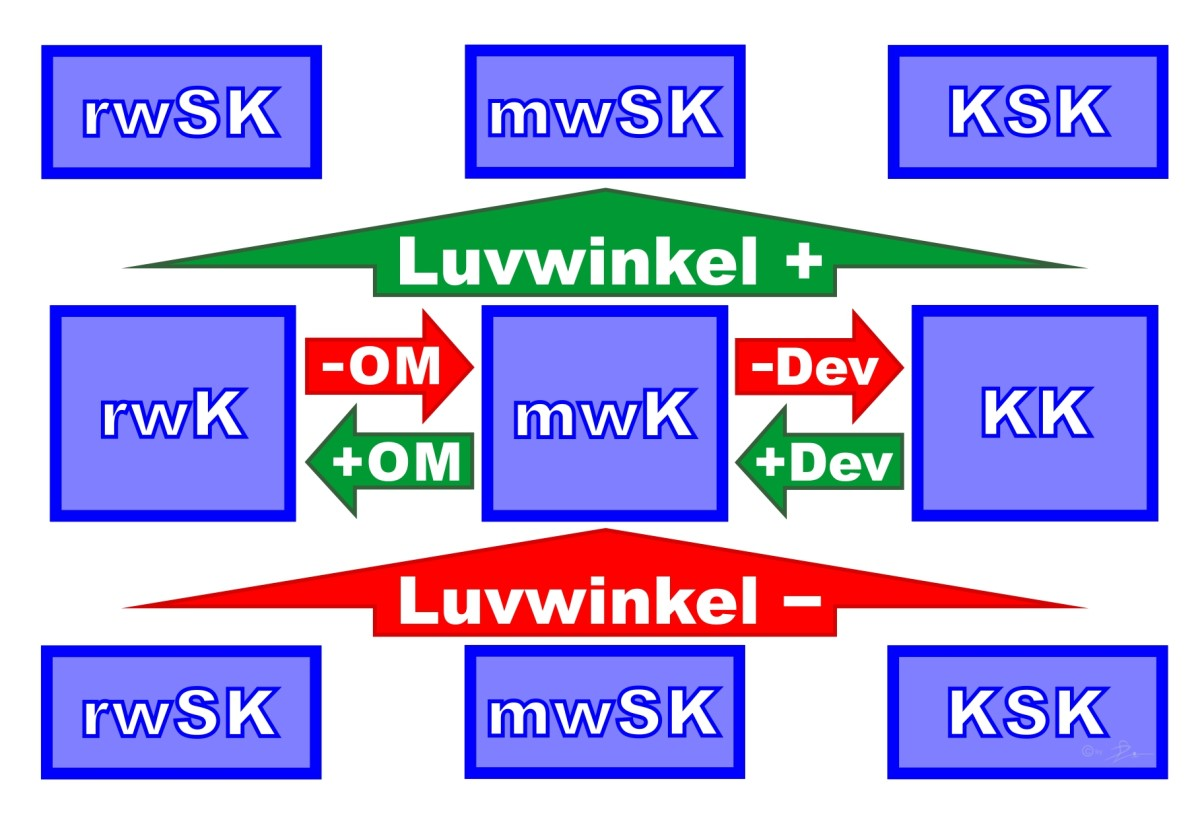 rwSK mwSK KSK
Luvwinkel +
-OM -Dev
rwK mwK KK
+OM +Dev
Luvwinkel –
rwSK mwSK KSK